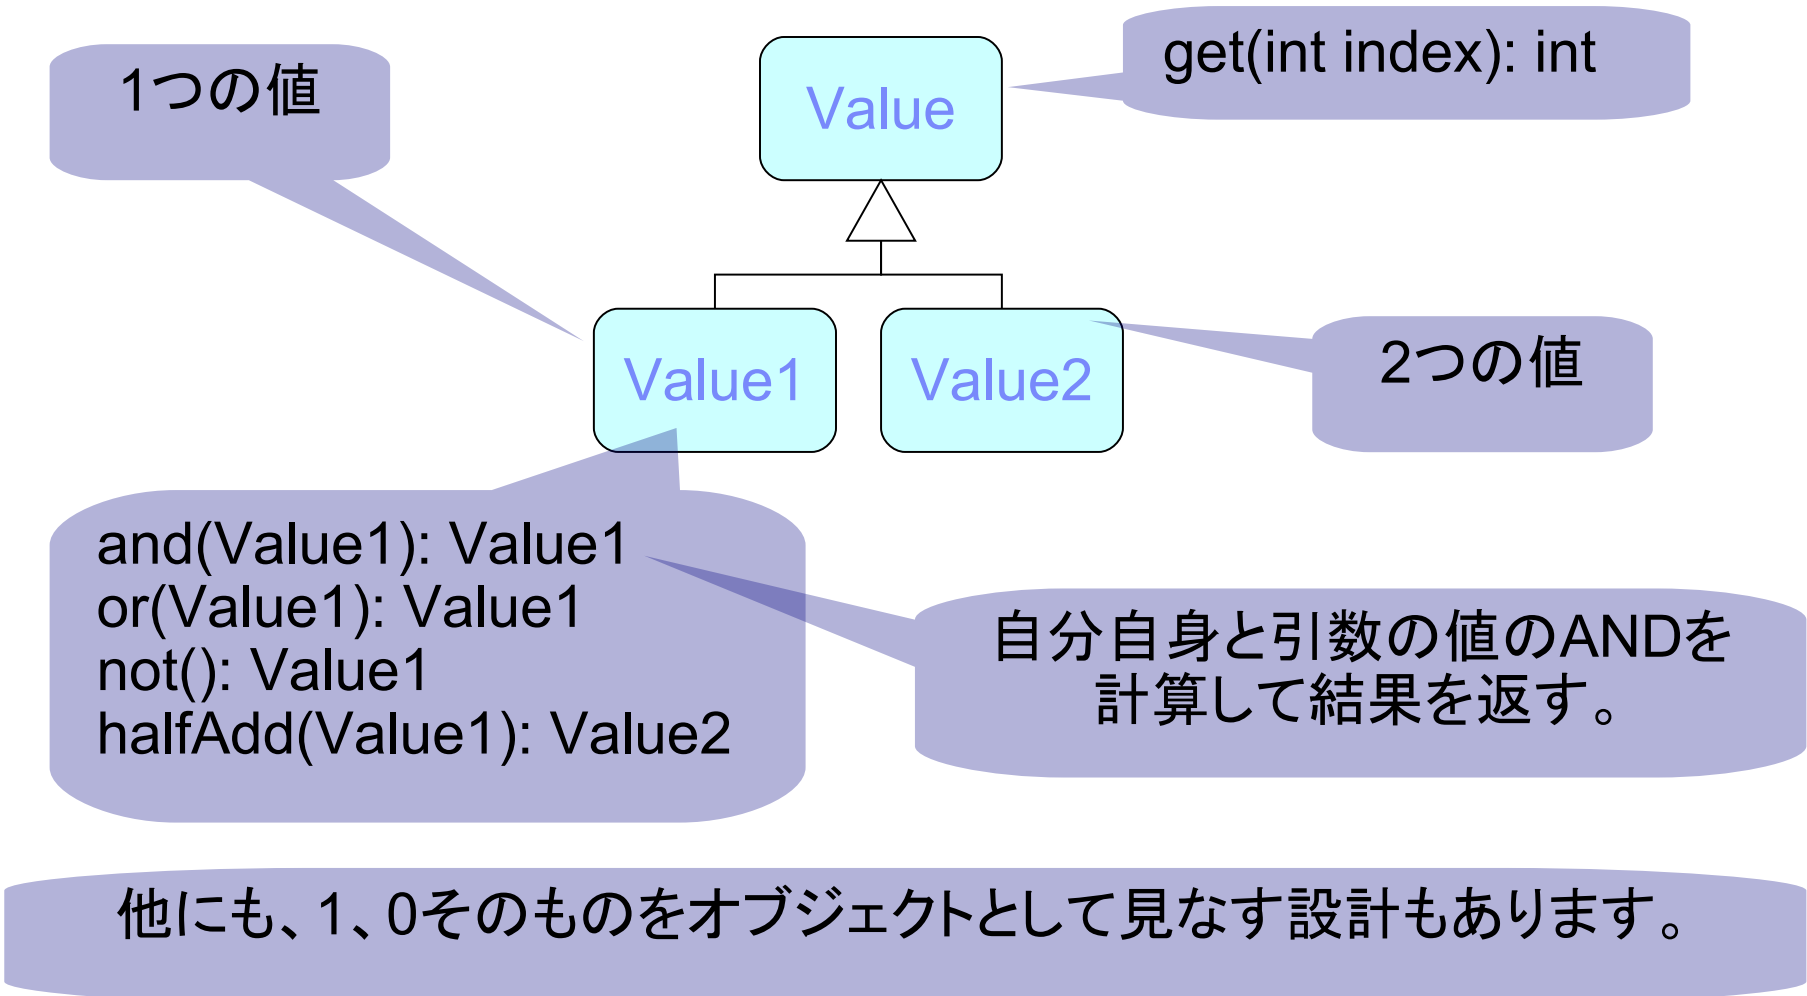 1つの値
Value
get(int index): int
Value1
Value2
2つの値
and(Value1): Value1
or(Value1): Value1
not(): Value1
halfAdd(Value1): Value2
自分自身と引数の値のANDを
計算して結果を返す。
他にも、1、0そのものをオブジェクトとして見なす設計もあります。